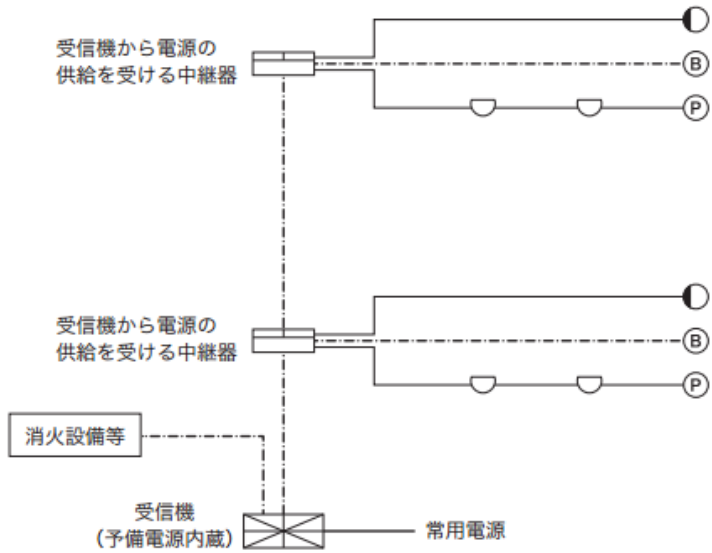 受信機から電源の
供給を受ける中継器
B
P
受信機から電源の
供給を受ける中継器
B
P
消火設備等
受信機
(予備電源内蔵)
常用電源